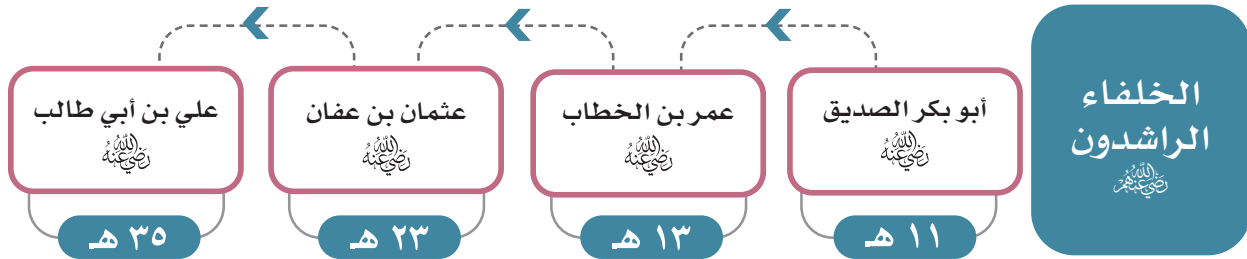 الخلفاء
الراشدون
رضي الله عنهم
أبو بكر الصديق
رضي الله عنه
١١ هـ
عمر بن الخطاب
رضي الله عنه
١٣ هـ
عثمان بن عفان
رضي الله عنه
٢٣ هـ
علي بن أبي طالب
رضي الله عنه
٣٥ هـ